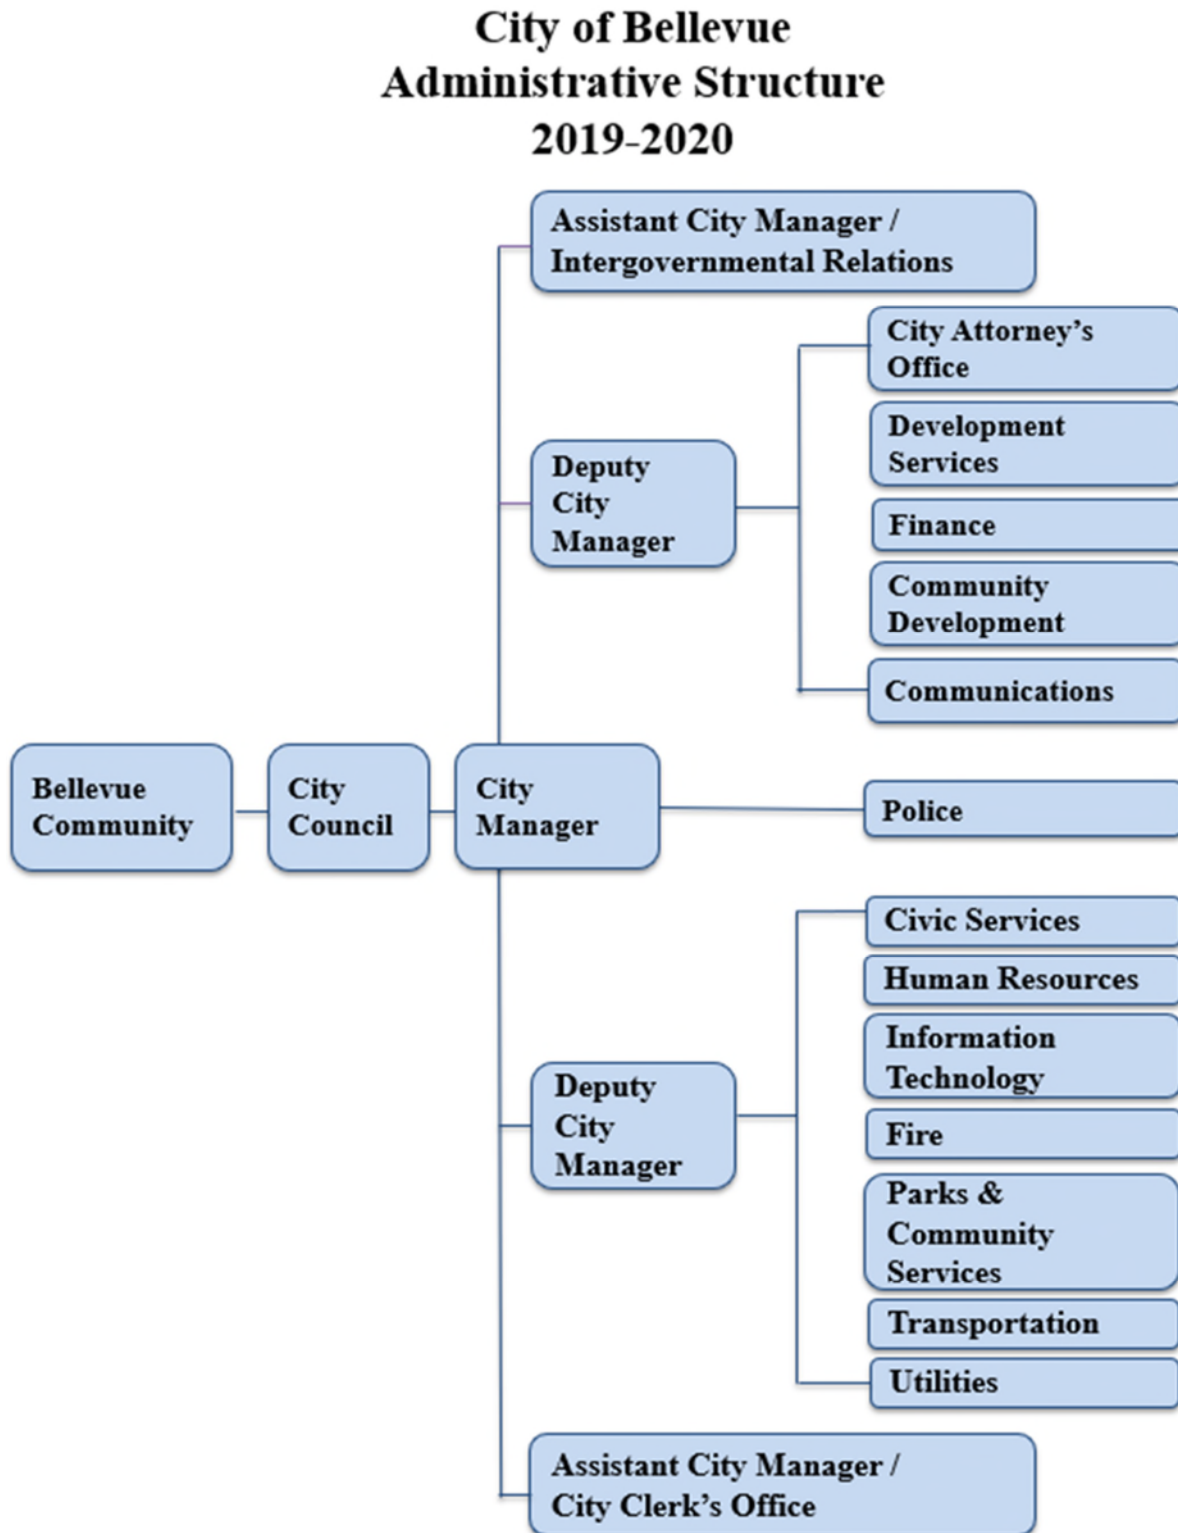 City of Bellevue
Administrative Structure
2019-2020
Assistant City Manager /
Intergovernmental Relations
City Attorney’s
Office
Development
Services
Deputy
City
Manager
Finance
Community
Development
Communications
Bellevue
Community
City
Council
City
Manager
Police
Civic Services
Human Resources
Information
Technology
Deputy
City
Manager
Fire
Parks &
Community
Services
Transportation
Utilities
Assistant City Manager /
City Clerk’s Office